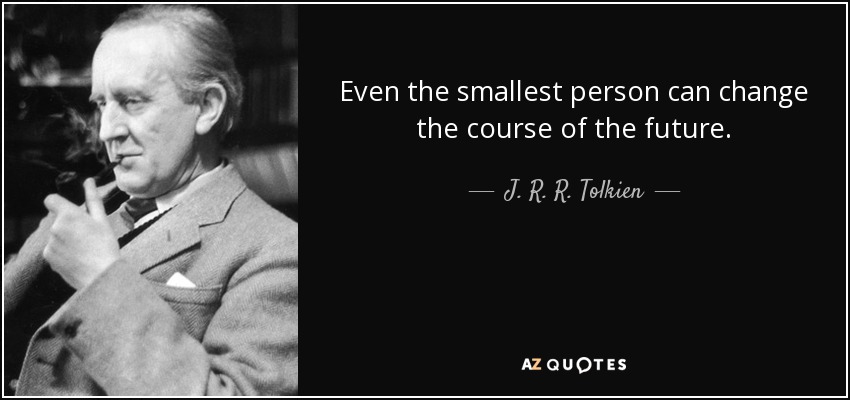 Even the smallest person can change
the course of the future.
J. R. R. Tolkien
AZ QUOTES